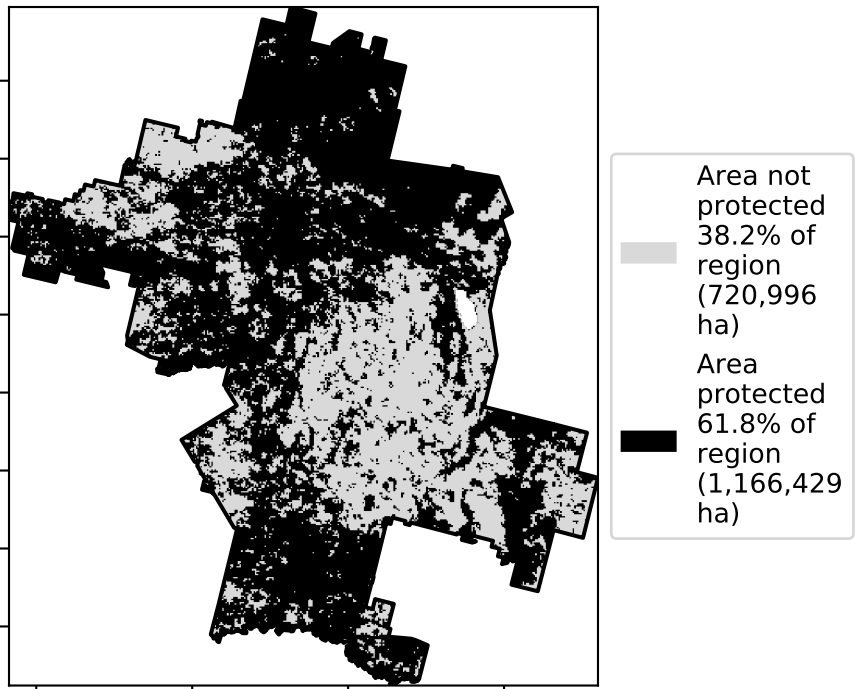 Area not
protected
38.2% of
region
(720,996
ha)
Area
protected
61.8% of
region
(1,166,429
ha)